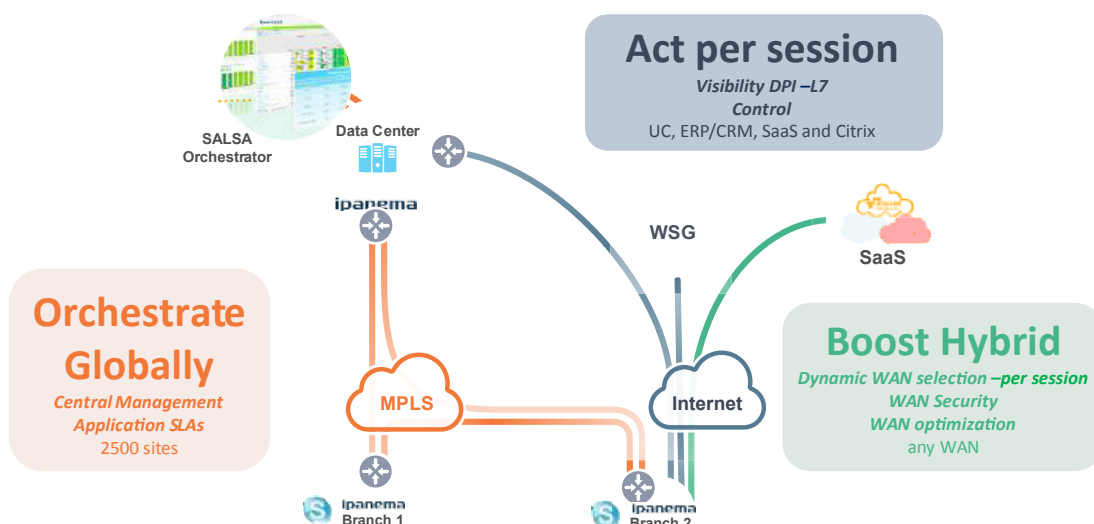 Act per session
Visibility DPI –L7
Control
UC, ERP/CRM, SaaS and Citrix
SALSA
Orchestrator
Data Center
ipanema
WSG
SaaS
Orchestrate
Globally
Central Management
Application SLAs
2500 sites
Boost Hybrid
Dynamic WAN selection –per session
WAN Security
WAN optimization
any WAN
MPLS
Internet
ipanema
Branch 1
ipanema
Branch 2